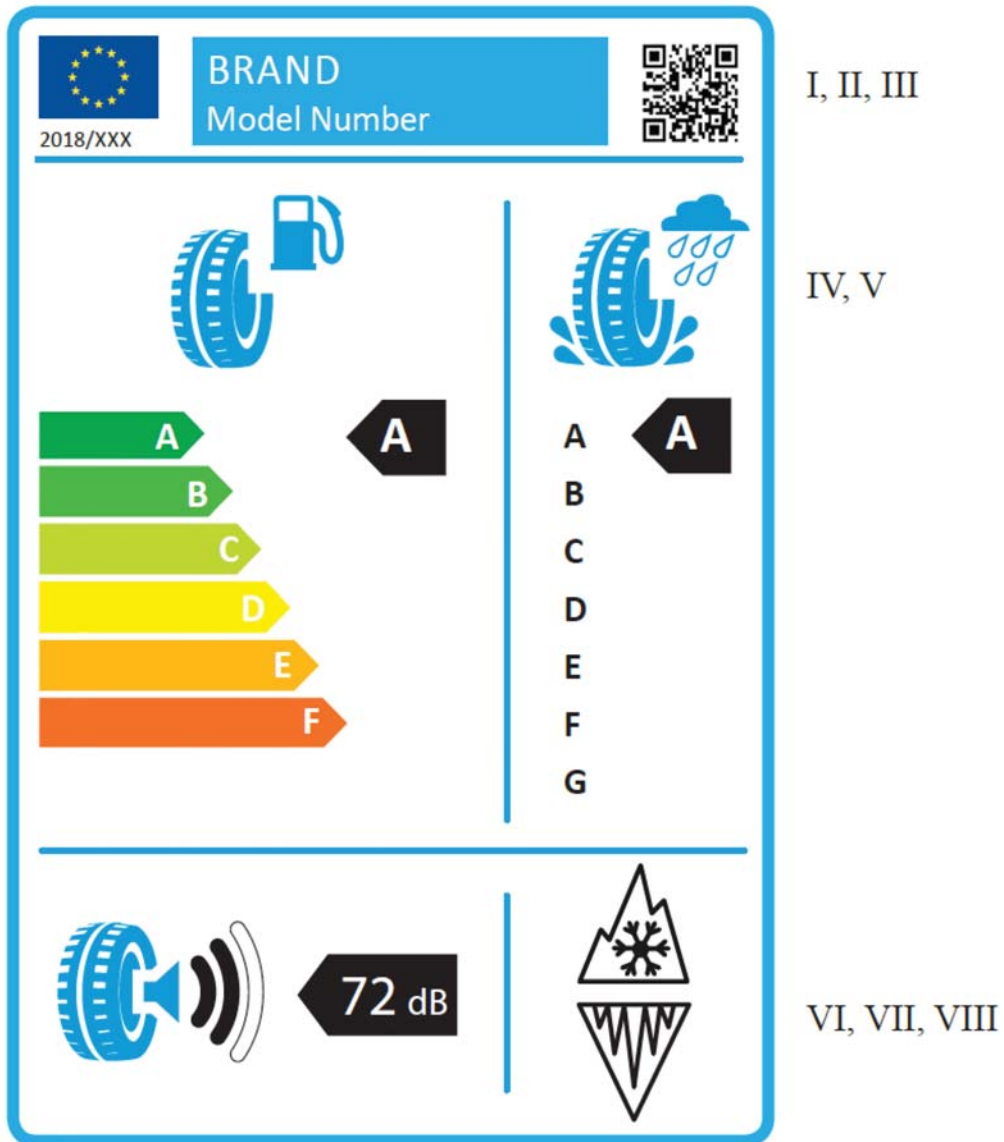 BRAND
Model Number
2018/XXX
I, II, III
IV, V
A
B
C
D
E
F
A
A
B
C
D
E
F
G
A
72 dB
VI, VII, VIII